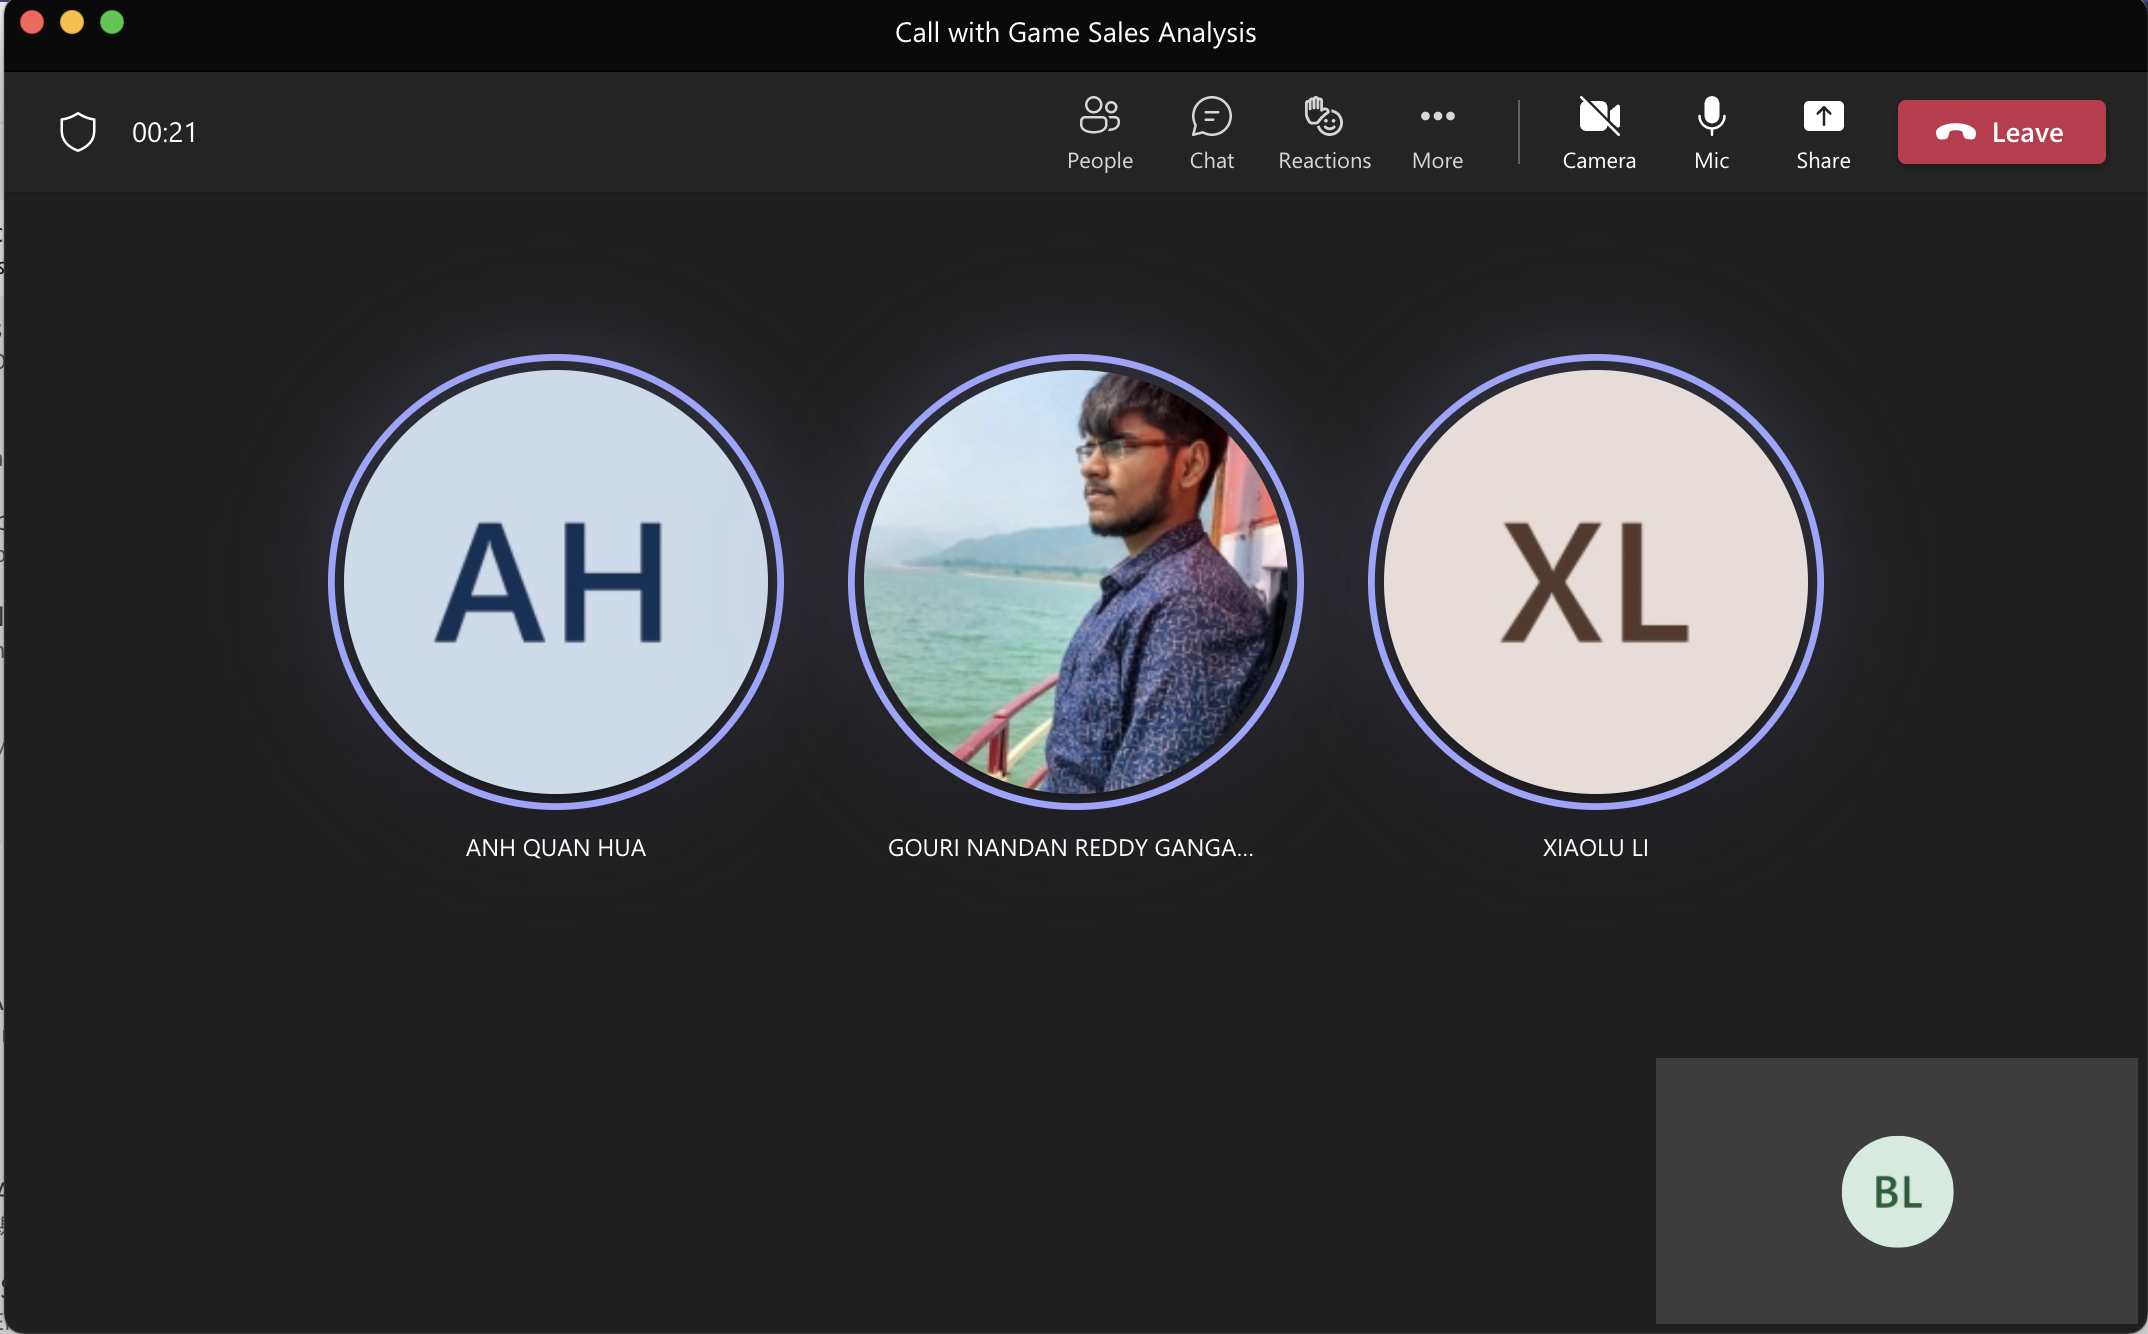 Call with Game Sales Analysis
00:21
People
Chat
Reactions
More
Camera
Mic
Share
Leave
AH
XL
ANH QUAN HUA
GOURI NANDAN REDDY GANGA...
XIAOLU LI
BL